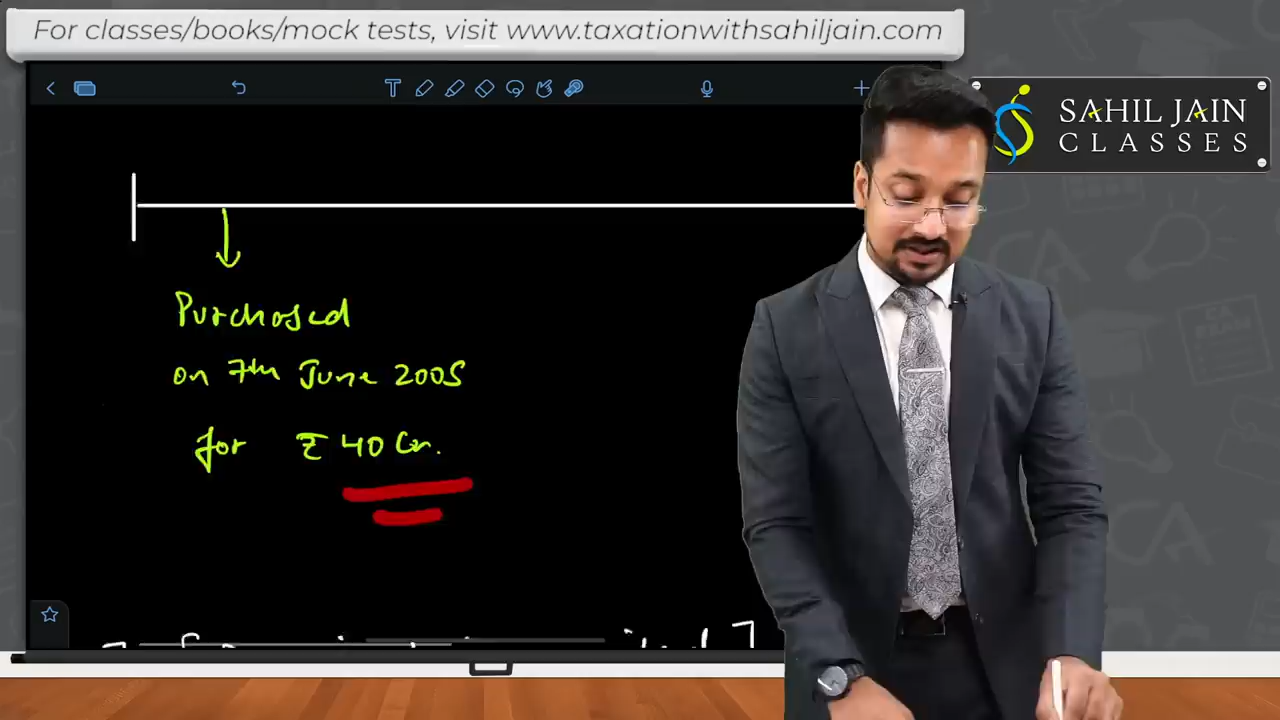 For classes/books/mock tests, visit www.taxationwithsahiljain.com
SAHIL JAIN
CLASSES
Purchased
on 7th June 2005
for ₹ 40 Cr.